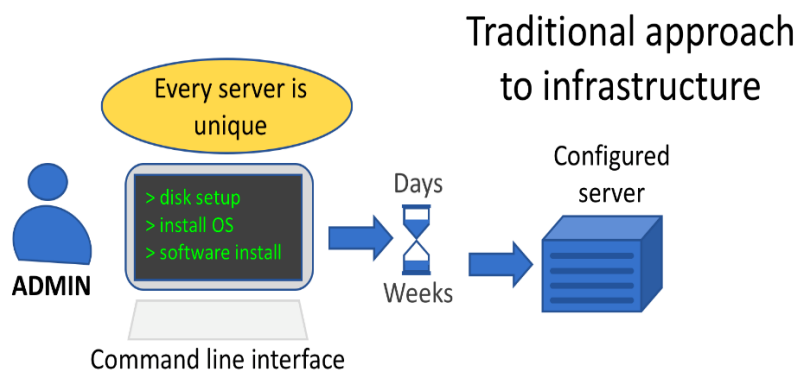 Traditional approach
to infrastructure
Every server is
unique
> disk setup
> install OS
> software install
ADMIN
Command line interface
Days
Weeks
Configured
server